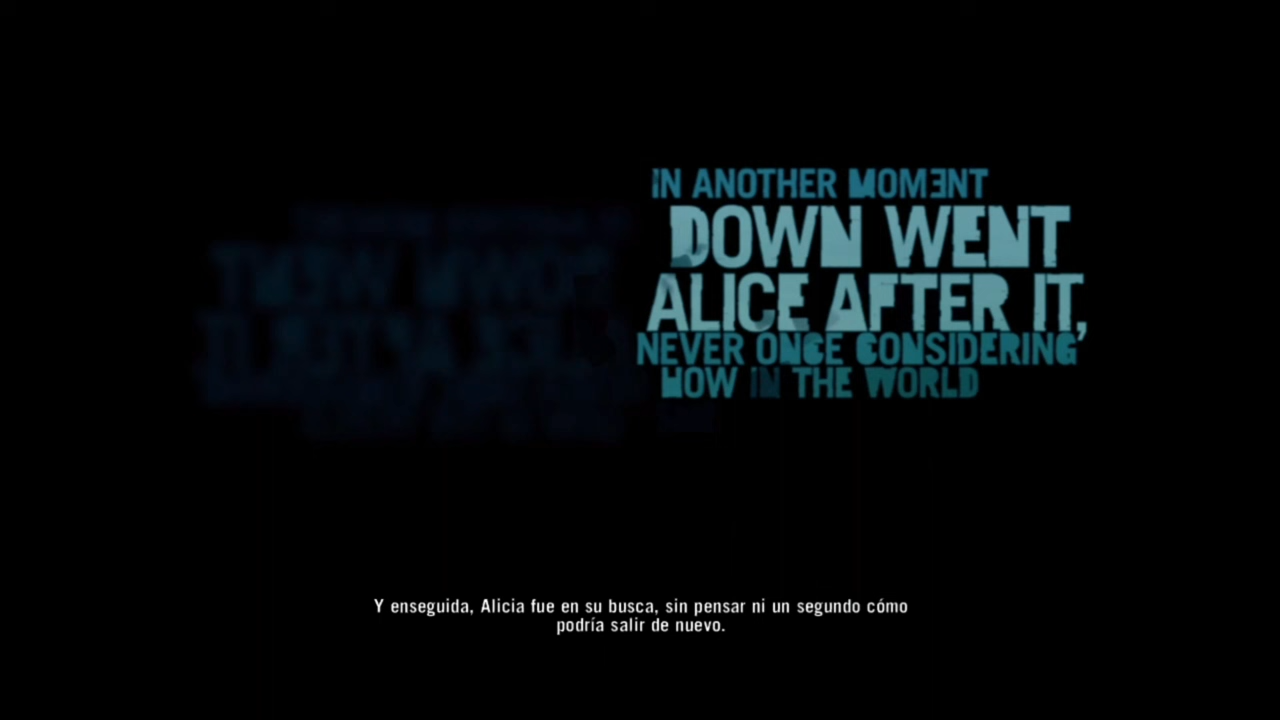 IN ANOTHER MOMENT
DOWN WENT
ALICE AFTER IT,
NEVER ONCE CONSIDERING
HOW IN THE WORLD
Y enseguida, Alicia fue en su busca, sin pensar ni un segundo cómo
podría salir de nuevo.